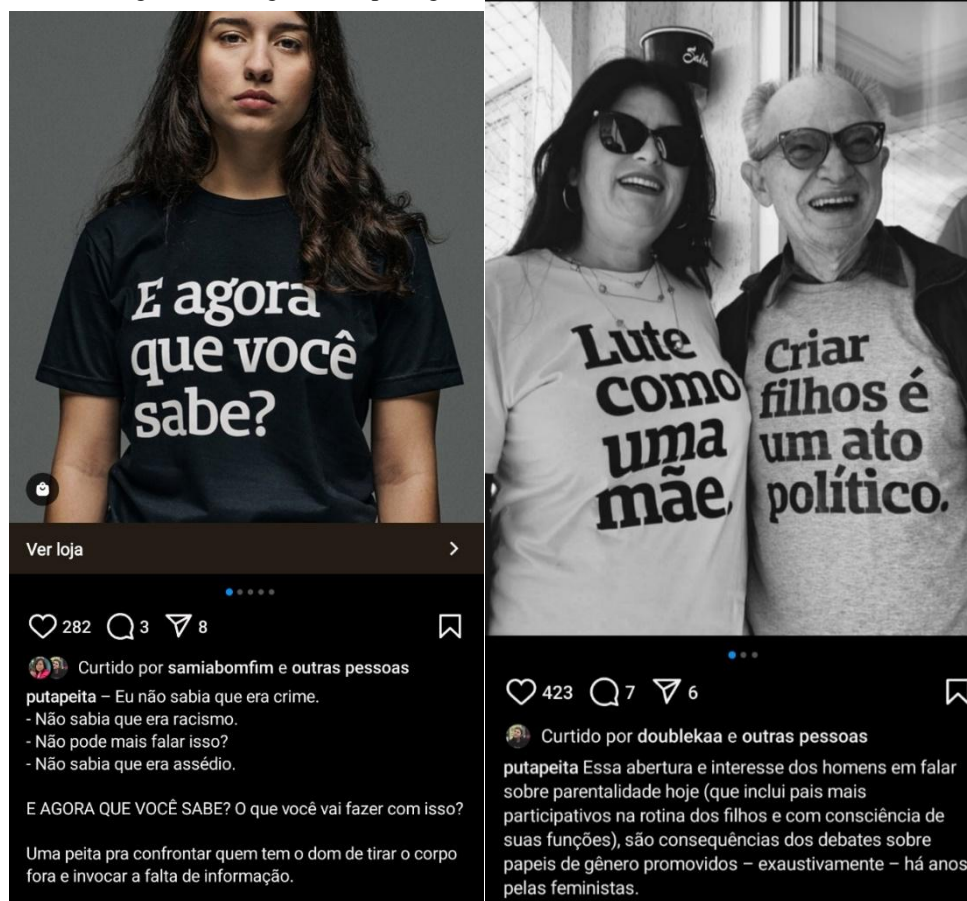 E agora
que você
sabe?
Ver loja
282 3 8
Curtido por samiabomfim e outras pessoas
putapeita – Eu não sabia que era crime.
- Não sabia que era racismo.
- Não pode mais falar isso?
- Não sabia que era assédio.
E AGORA QUE VOCÊ SABE? O que você vai fazer com isso?
Uma peita pra confrontar quem tem o dom de tirar o corpo
fora e invocar a falta de informação.
Lute
como
uma
mãe.
Criar
filhos é
um ato
político.
423 7 6
Curtido por doublekaa e outras pessoas
putapeita Essa abertura e interesse dos homens em falar
sobre parentalidade hoje (que inclui pais mais
participativos na rotina dos filhos e com consciência de
suas funções), são consequências dos debates sobre
papeis de gênero promovidos – exaustivamente – há anos
pelas feministas.